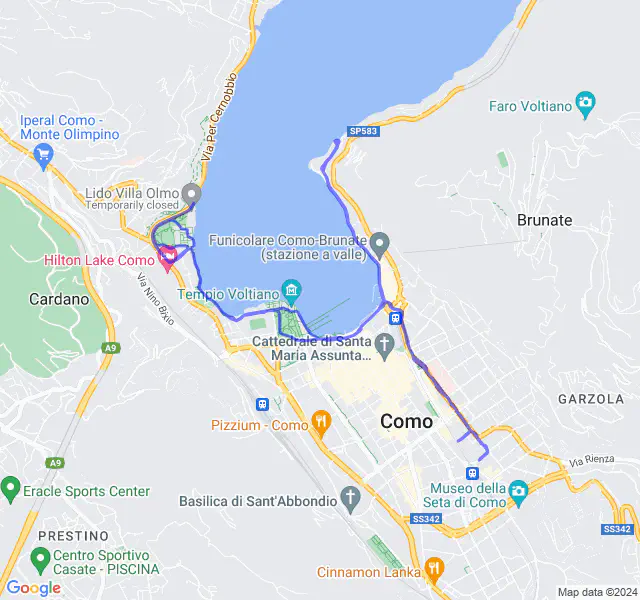 Via Per Cernobbio
Faro Voltiano
Iperal Como -
Monte Olimpino
SP583
Lido Villa Olmo
Temporarily closed
Brunate
Funicolare Como-Brunate
(stazione a valle)
Hilton Lake Como
Via Nino Bixio
Tempio Voltiano
Cardano
A9
Cattedrale di Santa
Maria Assunta...
GARZOLA
Pizzium - Como
Como
Via Rienza
A9
Eracle Sports Center
Museo della
Seta di Como
Basilica di Sant'Abbondio
SS342
SS342
PRESTINO
Centro Sportivo
Casate - PISCINA
Cinnamon Lanka
Google
Map data ©2024